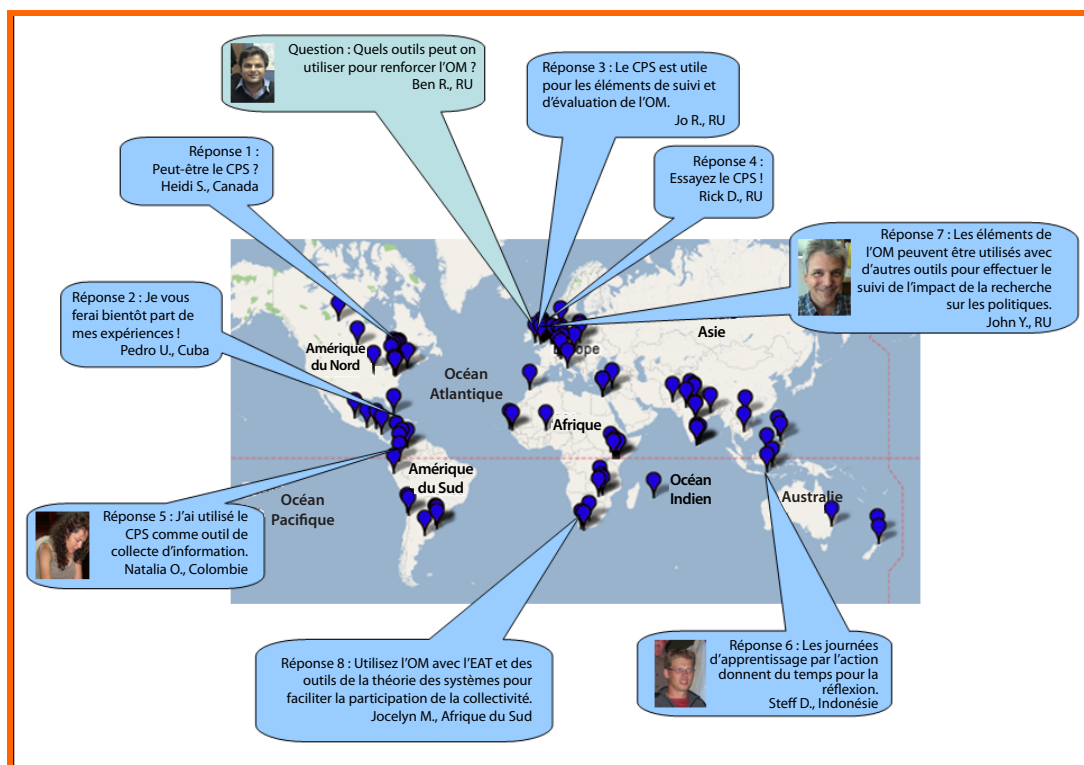 Question : Quels outils peut on
utiliser pour renforcer l’OM ?
Ben R., RU
Réponse 3 : Le CPS est utile
pour les éléments de suivi et
d’évaluation de l’OM.
Jo R., RU
Réponse 1 :
Peut-être le CPS ?
Heidi S., Canada
Réponse 4 :
Essayez le CPS !
Rick D., RU
Réponse 7 : Les éléments de
l’OM peuvent être utilisés avec
d’autres outils pour effectuer le
suivi de l’impact de la recherche
sur les politiques.
John Y., RU
Réponse 2 : Je vous
ferai bientôt part de
mes expériences !
Pedro U., Cuba
Amérique
du Nord
Océan
Atlantique
Asie
Afrique
Amérique
du Sud
Océan
Pacifique
Océan
Indien
Australie
Réponse 5 : J’ai utilisé le
CPS comme outil de
collecte d’information.
Natalia O., Colombie
Réponse 8 : Utilisez l’OM avec l’EAT et des
outils de la théorie des systèmes pour
faciliter la participation de la collectivité.
Jocelyn M., Afrique du Sud
Réponse 6 : Les journées
d’apprentissage par l’action
donnent du temps pour la
réflexion.
Steff D., Indonésie